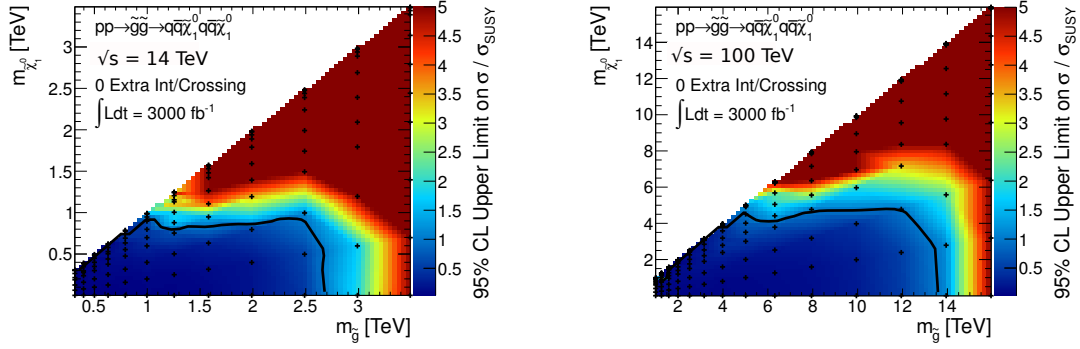 pp→g̃g̃→qq̄χ̃₁⁰qq̄χ̃₁⁰
√s = 14 TeV
0 Extra Int/Crossing
∫Ldt = 3000 fb⁻¹
m_χ̃₁⁰ [TeV]
3
2.5
2
1.5
1
0.5
0.5 1 1.5 2 2.5 3
m_g̃ [TeV]
5
4.5
4
3.5
3
2.5
2
1.5
1
0.5
95% CL Upper Limit on σ / σ_SUSY
pp→g̃g̃→qq̄χ̃₁⁰qq̄χ̃₁⁰
√s = 100 TeV
0 Extra Int/Crossing
∫Ldt = 3000 fb⁻¹
m_χ̃₁⁰ [TeV]
14
12
10
8
6
4
2
2 4 6 8 10 12 14
m_g̃ [TeV]
5
4.5
4
3.5
3
2.5
2
1.5
1
0.5
95% CL Upper Limit on σ / σ_SUSY